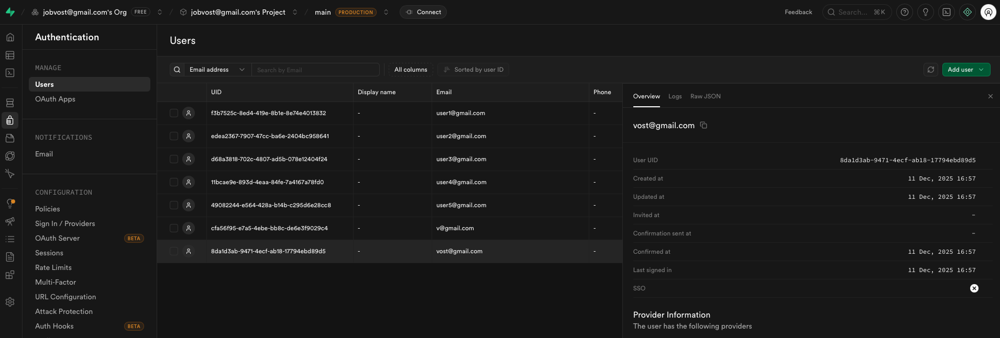 jobvost@gmail.com's Org FREE
jobvost@gmail.com's Project
main PRODUCTION
Connect
Feedback
Search... ⌘K
Authentication
MANAGE
Users
OAuth Apps
NOTIFICATIONS
Email
CONFIGURATION
Policies
Sign In / Providers
OAuth Server BETA
Sessions
Rate Limits
Multi-Factor
URL Configuration
Attack Protection
Auth Hooks BETA
Users
Email address
Search by Email
All columns
Sorted by user ID
Add user
UID Display name Email Phone
f3b7525c-8ed4-419e-8b1e-8e74e4013832 - user1@gmail.com -
edea2367-7907-47cc-ba6e-2404bc958641 - user2@gmail.com -
d68a3818-702c-4807-ad5b-078e12404f24 - user3@gmail.com -
11bcae9e-893d-4eaa-84fe-7a4167a78fd0 - user4@gmail.com -
49082244-e564-428a-b14b-c295d6e28cc8 - user5@gmail.com -
cfa56f95-e7a5-4ebe-bb8c-de6e3f9029c4 - v@gmail.com -
8da1d3ab-9471-4ecf-ab18-17794ebd89d5 - vost@gmail.com -
Overview Logs Raw JSON
vost@gmail.com
User UID 8da1d3ab-9471-4ecf-ab18-17794ebd89d5
Created at 11 Dec, 2025 16:57
Updated at 11 Dec, 2025 16:57
Invited at -
Confirmation sent at -
Confirmed at 11 Dec, 2025 16:57
Last signed in 11 Dec, 2025 16:57
SSO
Provider Information
The user has the following providers